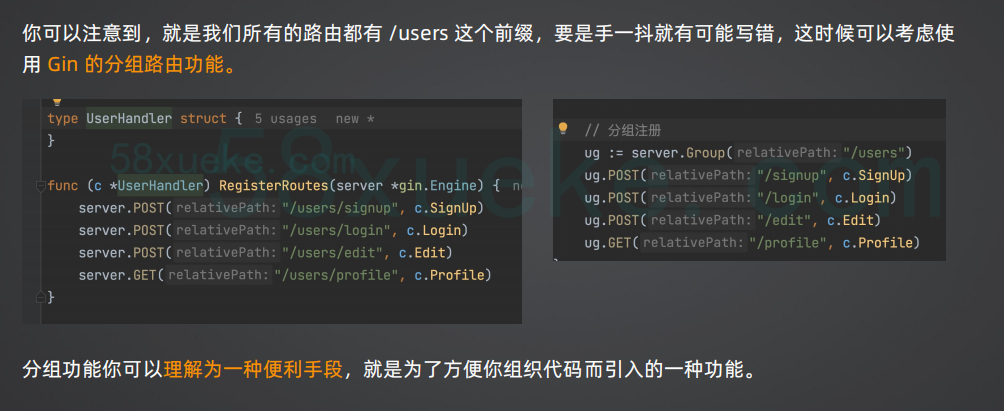 你可以注意到，就是我们所有的路由都有 /users 这个前缀，要是手一抖就有可能写错，这时候可以考虑使
用 Gin 的分组路由功能。
type UserHandler struct { 5 usages new *
}
func (c *UserHandler) RegisterRoutes(server *gin.Engine) {
server.POST( relativePath: "/users/signup", c.SignUp)
server.POST( relativePath: "/users/login", c.Login)
server.POST( relativePath: "/users/edit", c.Edit)
server.GET( relativePath: "/users/profile", c.Profile)
}
// 分组注册
ug := server.Group( relativePath: "/users")
ug.POST( relativePath: "/signup", c.SignUp)
ug.POST( relativePath: "/login", c.Login)
ug.POST( relativePath: "/edit", c.Edit)
ug.GET( relativePath: "/profile", c.Profile)
58xueke.com
58xueke.com
分组功能你可以理解为一种便利手段，就是为了方便你组织代码而引入的一种功能。